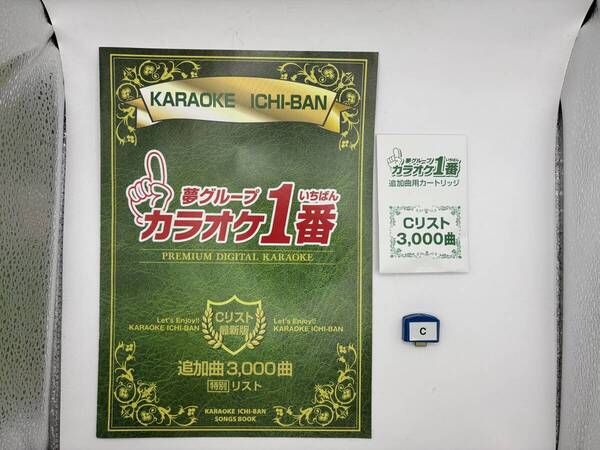 KARAOKE ICHI-BAN
夢グループ いちばん
カラオケ1番
PREMIUM DIGITAL KARAOKE
Let's Enjoy!!
KARAOKE ICHI-BAN
Cリスト
最新版
Let's Enjoy!!
KARAOKE ICHI-BAN
追加曲3,000曲
特別 リスト
KARAOKE ICHI-BAN
SONGS BOOK
夢グループ いちばん
カラオケ1番
追加曲用カートリッジ
Cリスト
3,000曲
C